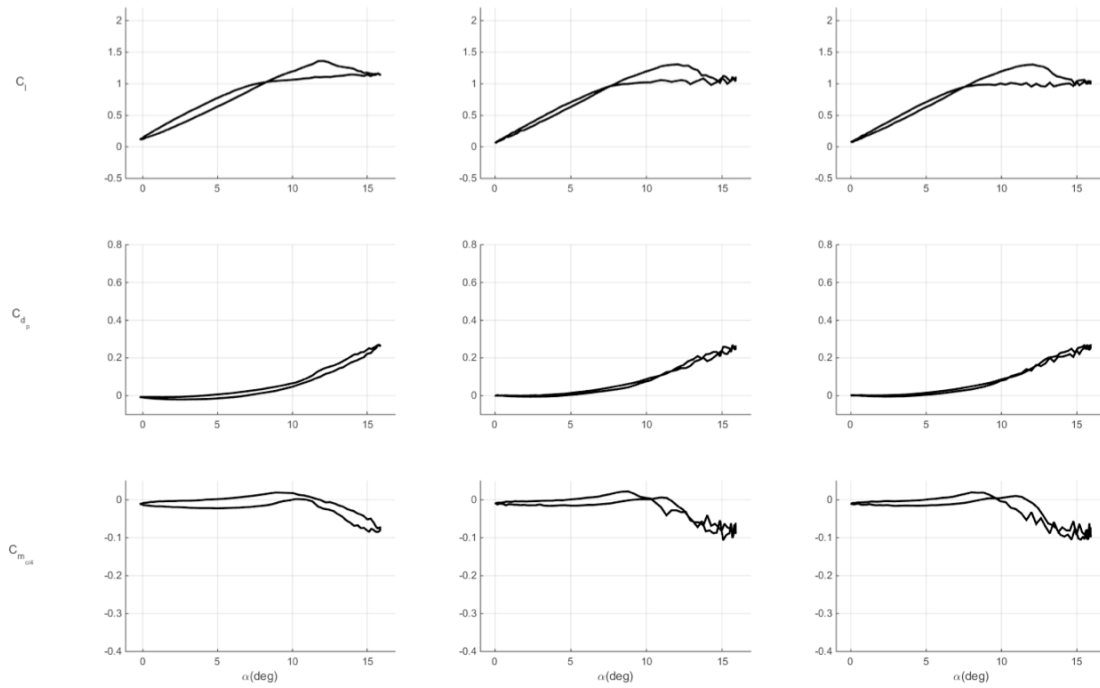 2 2 2
1.5 1.5 1.5
C_l 1 1 1
0.5 0.5 0.5
0 0 0
-0.5 -0.5 -0.5
0 5 10 15 0 5 10 15 0 5 10 15
0.8 0.8 0.8
0.6 0.6 0.6
0.4 0.4 0.4
C_d_p
0.2 0.2 0.2
0 0 0
0 5 10 15 0 5 10 15 0 5 10 15
0 0 0
-0.1 -0.1 -0.1
C_m
-0.2 -0.2 -0.2
-0.3 -0.3 -0.3
-0.4 -0.4 -0.4
0 5 10 15 0 5 10 15 0 5 10 15
α(deg) α(deg) α(deg)